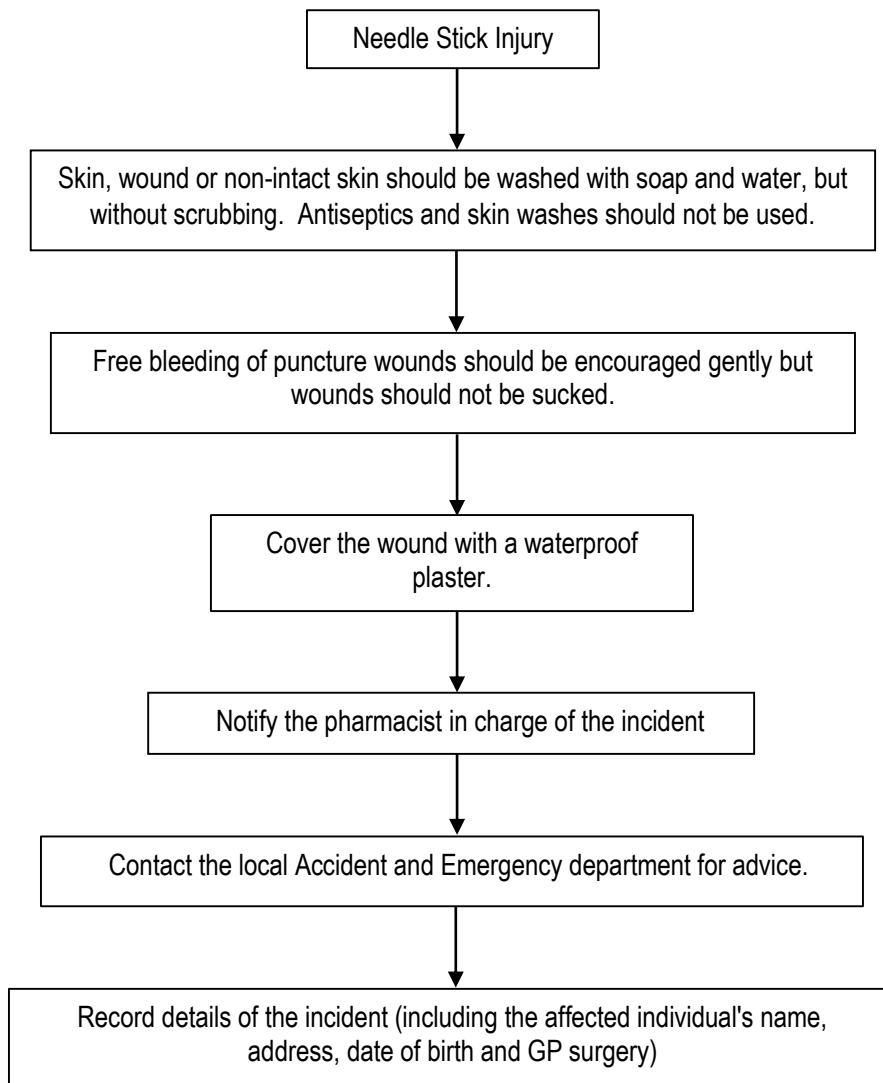 Needle Stick Injury
Skin, wound or non-intact skin should be washed with soap and water, but
without scrubbing.  Antiseptics and skin washes should not be used.
Free bleeding of puncture wounds should be encouraged gently but
wounds should not be sucked.
Cover the wound with a waterproof
plaster.
Notify the pharmacist in charge of the incident
Contact the local Accident and Emergency department for advice.
Record details of the incident (including the affected individual's name,
address, date of birth and GP surgery)